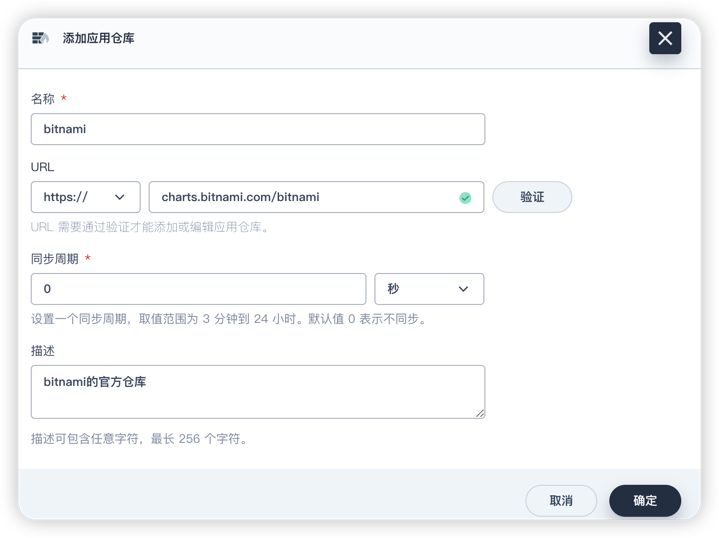 添加应用仓库
名称 *
bitnami
URL
https://
charts.bitnami.com/bitnami
验证
URL 需要通过验证才能添加或编辑应用仓库。
同步周期 *
0
秒
设置一个同步周期，取值范围为 3 分钟到 24 小时。默认值 0 表示不同步。
描述
bitnami的官方仓库
描述可包含任意字符，最长 256 个字符。
取消
确定